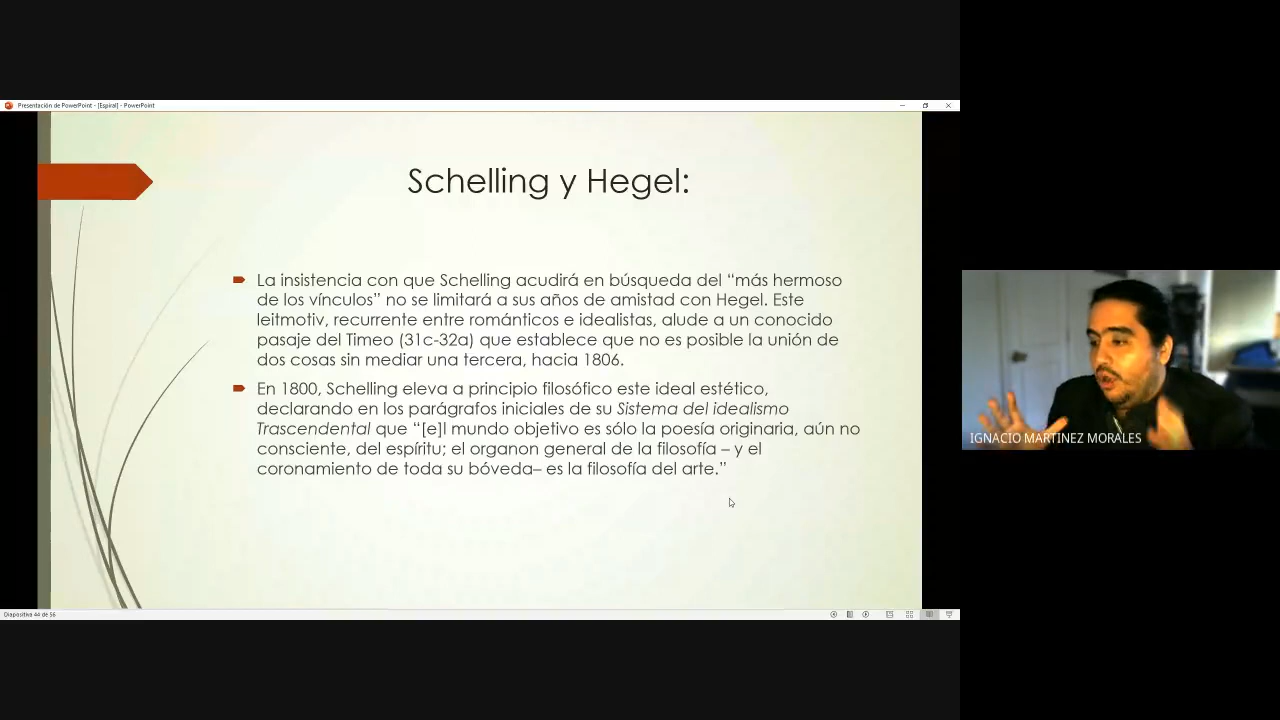 Presentación de PowerPoint - [Espiral] - PowerPoint
Schelling y Hegel:
La insistencia con que Schelling acudirá en búsqueda del “más hermoso
de los vínculos” no se limitará a sus años de amistad con Hegel. Este
leitmotiv, recurrente entre románticos e idealistas, alude a un conocido
pasaje del Timeo (31c-32a) que establece que no es posible la unión de
dos cosas sin mediar una tercera, hacia 1806.
En 1800, Schelling eleva a principio filosófico este ideal estético,
declarando en los parágrafos iniciales de su Sistema del idealismo
Trascendental que “[e]l mundo objetivo es sólo la poesía originaria, aún no
consciente, del espíritu; el organon general de la filosofía – y el
coronamiento de toda su bóveda– es la filosofía del arte.”
IGNACIO MARTINEZ MORALES
Diapositiva 44 de 56